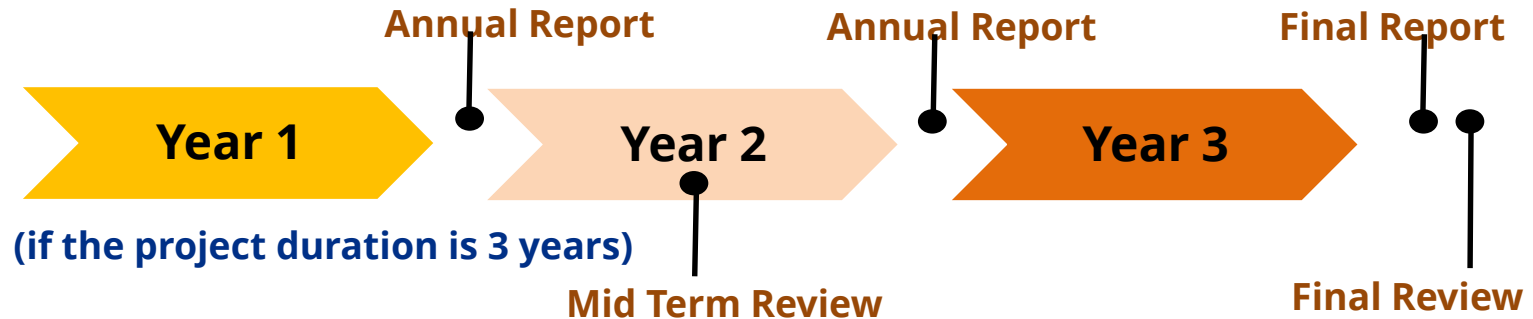 Annual Report
Annual Report
Final Report
Year 1
Year 2
Year 3
(if the project duration is 3 years)
Mid Term Review
Final Review